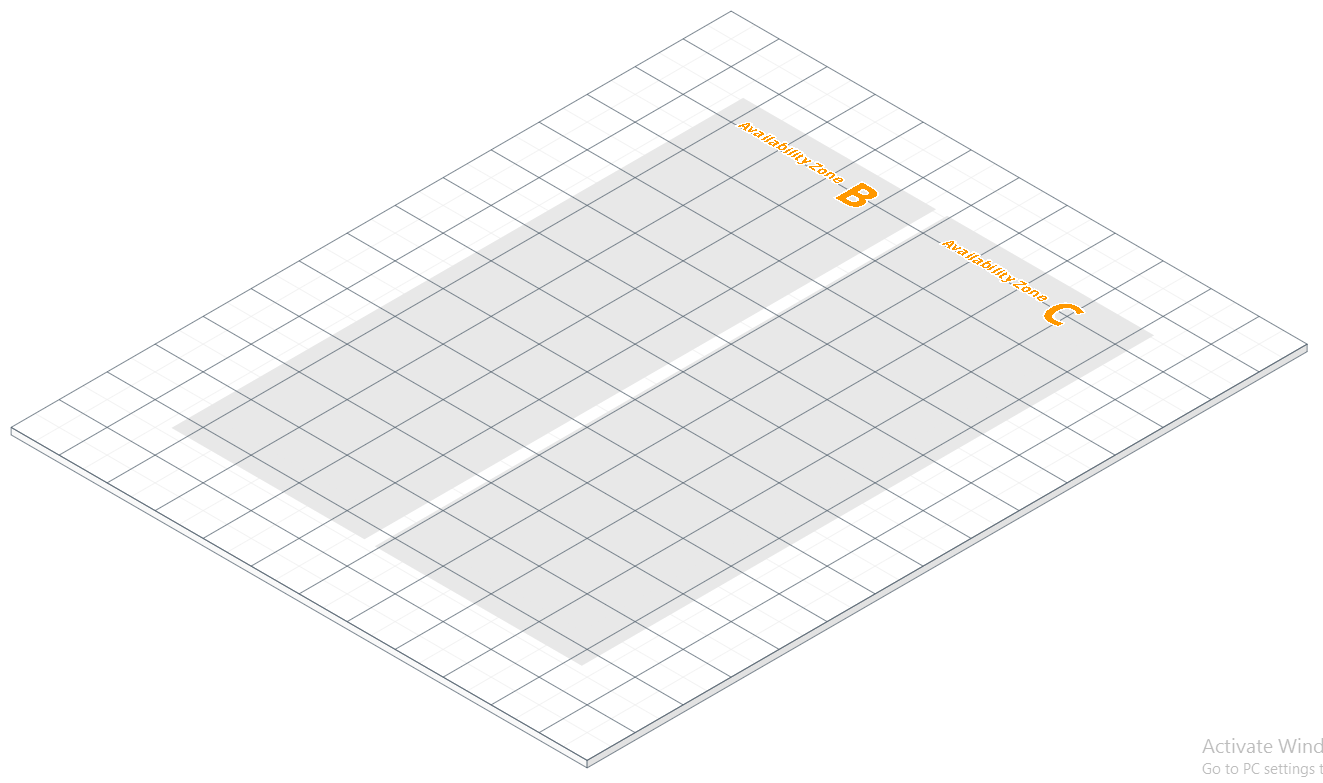 Availability Zone B
Availability Zone C
Activate Wind
Go to PC settings t